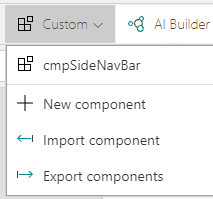 Custom AI Builder
cmpSideNavBar
New component
Import component
Export components